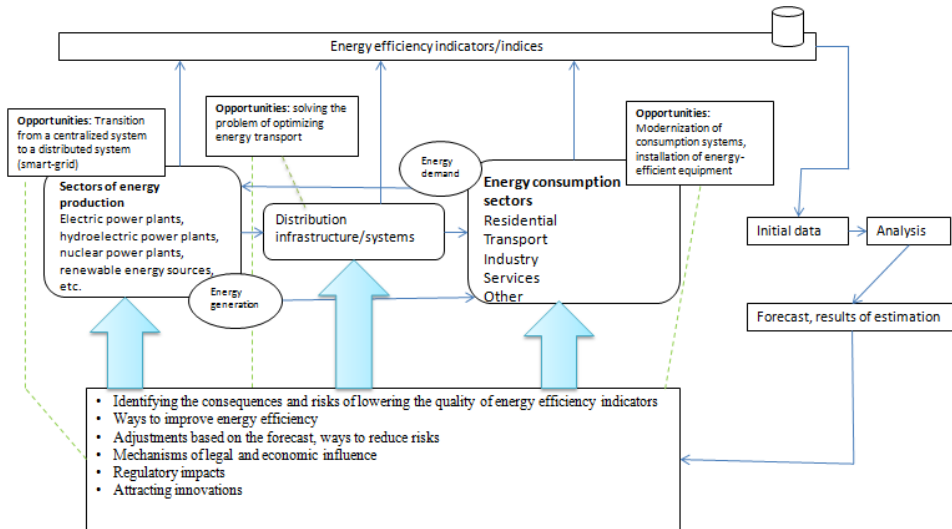 Energy efficiency indicators/indices
Opportunities: Transition
from a centralized system
to a distributed system
(smart-grid)
Opportunities: solving the
problem of optimizing
energy transport
Opportunities:
Modernization of
consumption systems,
installation of energy-
efficient equipment
Energy
demand
Sectors of energy
production
Electric power plants,
hydroelectric power plants,
nuclear power plants,
renewable energy sources,
etc.
Distribution
infrastructure/systems
Energy consumption
sectors
Residential
Transport
Industry
Services
Other
Energy
generation
Initial data
Analysis
Forecast, results of estimation
• Identifying the consequences and risks of lowering the quality of energy efficiency indicators
• Ways to improve energy efficiency
• Adjustments based on the forecast, ways to reduce risks
• Mechanisms of legal and economic influence
• Regulatory impacts
• Attracting innovations